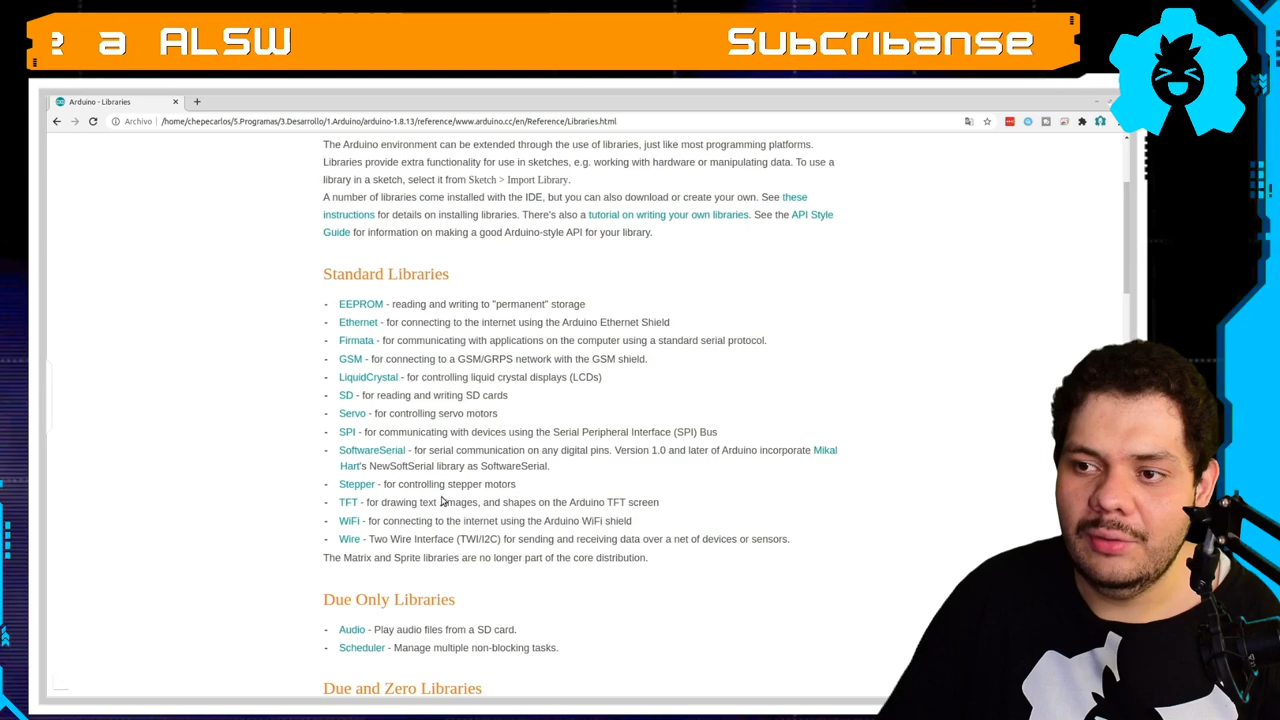 e a ALSW
Subcribanse
Arduino - Libraries
Archivo
/home/chepecarlos/5.Programas/3.Desarrollo/1.Arduino/arduino-1.8.13/reference/www.arduino.cc/en/Reference/Libraries.html
The Arduino environment can be extended through the use of libraries, just like most programming platforms.
Libraries provide extra functionality for use in sketches, e.g. working with hardware or manipulating data. To use a
library in a sketch, select it from Sketch > Import Library.
A number of libraries come installed with the IDE, but you can also download or create your own. See these
instructions for details on installing libraries. There's also a tutorial on writing your own libraries. See the API Style
Guide for information on making a good Arduino-style API for your library.
Standard Libraries
- EEPROM - reading and writing to "permanent" storage
- Ethernet - for connecting to the internet using the Arduino Ethernet Shield
- Firmata - for communicating with applications on the computer using a standard serial protocol.
- GSM - for connecting to a GSM/GRPS network with the GSM shield.
- LiquidCrystal - for controlling liquid crystal displays (LCDs)
- SD - for reading and writing SD cards
- Servo - for controlling servo motors
- SPI - for communicating with devices using the Serial Peripheral Interface (SPI) Bus
- SoftwareSerial - for serial communication on any digital pins. Version 1.0 and later of Arduino incorporate Mikal
Hart's NewSoftSerial library as SoftwareSerial.
- Stepper - for controlling stepper motors
- TFT - for drawing text images, and shapes on the Arduino TFT screen
- WiFi - for connecting to the internet using the Arduino WiFi shield
- Wire - Two Wire Interface (TWI/I2C) for sending and receiving data over a net of devices or sensors.
The Matrix and Sprite libraries are no longer part of the core distribution.
Due Only Libraries
- Audio - Play audio files from a SD card.
- Scheduler - Manage multiple non-blocking tasks.
Due and Zero Libraries